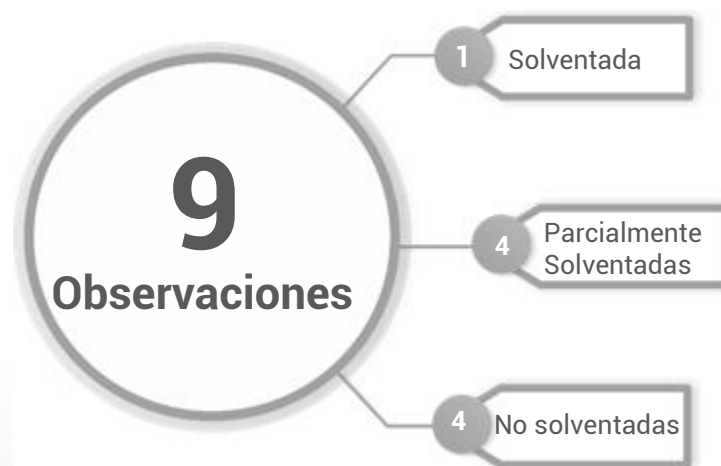 9
Observaciones
1
Solventada
4
Parcialmente
Solventadas
4
No solventadas